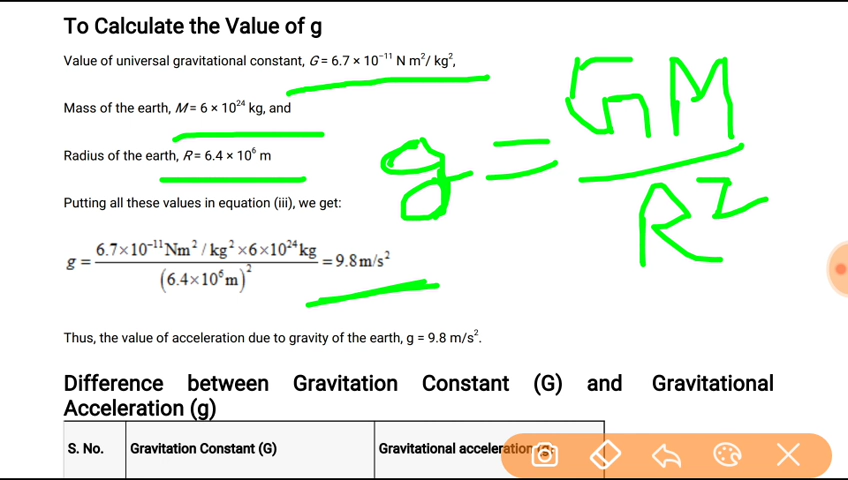 To Calculate the Value of g
Value of universal gravitational constant, G = 6.7 × 10⁻¹¹ N m²/ kg²,
Mass of the earth, M = 6 × 10²⁴ kg, and
Radius of the earth, R = 6.4 × 10⁶ m
g = GM / R²
Putting all these values in equation (iii), we get:
g = 6.7×10⁻¹¹Nm² / kg² ×6×10²⁴kg / (6.4×10⁶m)² = 9.8m/s²
Thus, the value of acceleration due to gravity of the earth, g = 9.8 m/s².
Difference between Gravitation Constant (G) and Gravitational
Acceleration (g)
S. No. Gravitation Constant (G) Gravitational acceleration